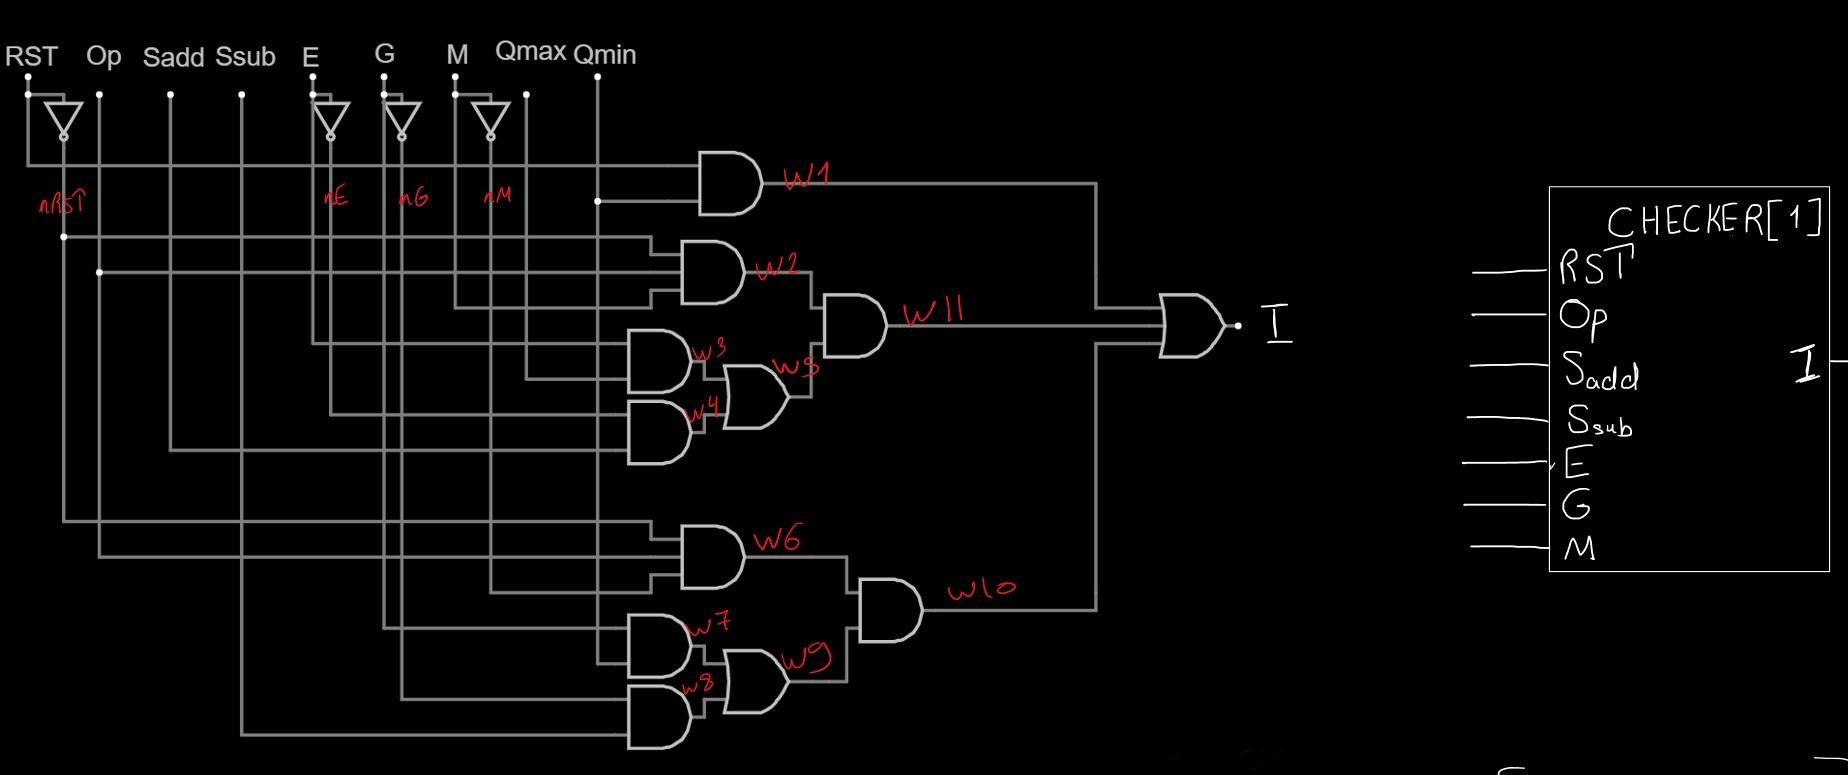 RST Op Sadd Ssub E G M Qmax Qmin
nRST nE nG nM
W1
W2
W11
W3
W5
W4
I
W6
W10
W7
W9
W8
CHECKER[1]
RST
Op
Sadd
I
Ssub
E
G
M